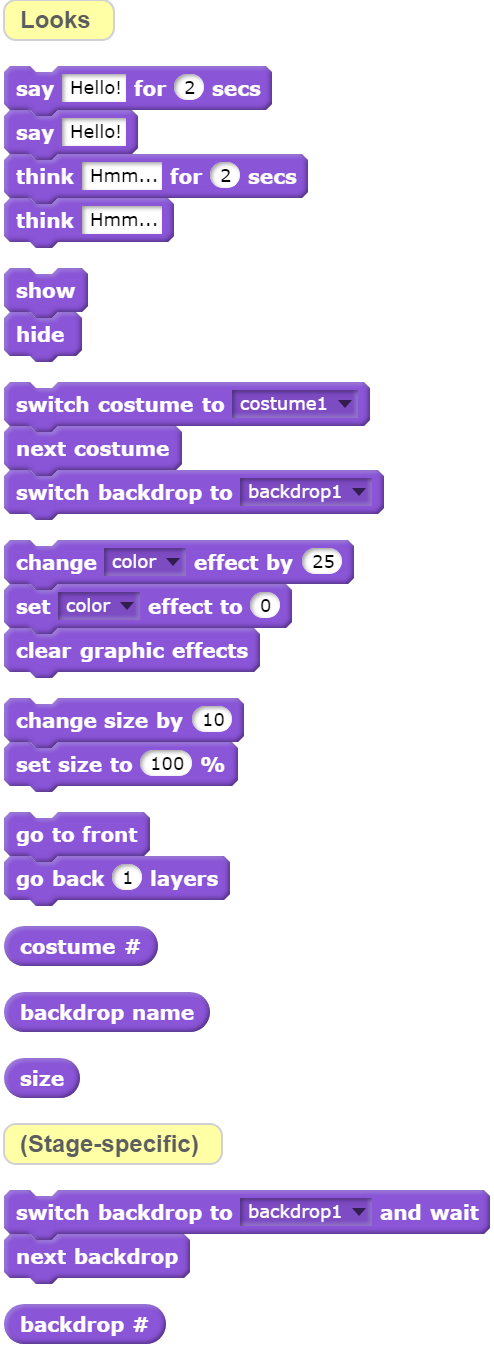 Looks
say Hello! for 2 secs
say Hello!
think Hmm... for 2 secs
think Hmm...
show
hide
switch costume to costume1
next costume
switch backdrop to backdrop1
change color effect by 25
set color effect to 0
clear graphic effects
change size by 10
set size to 100 %
go to front
go back 1 layers
costume #
backdrop name
size
(Stage-specific)
switch backdrop to backdrop1 and wait
next backdrop
backdrop #